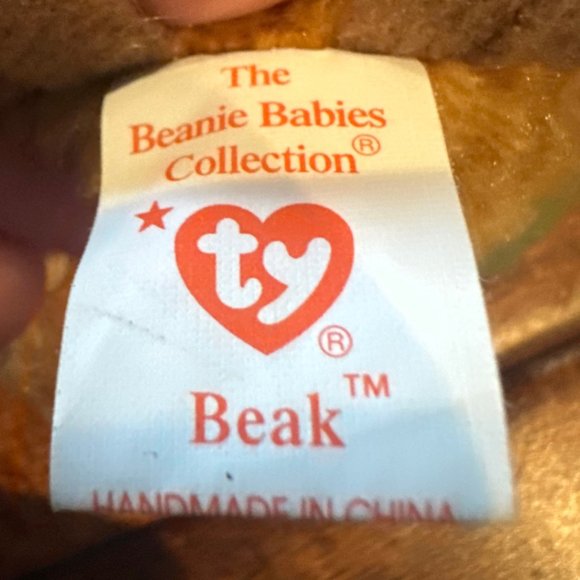 The
Beanie Babies
Collection®
ty®
Beak™
HANDMADE IN CHINA